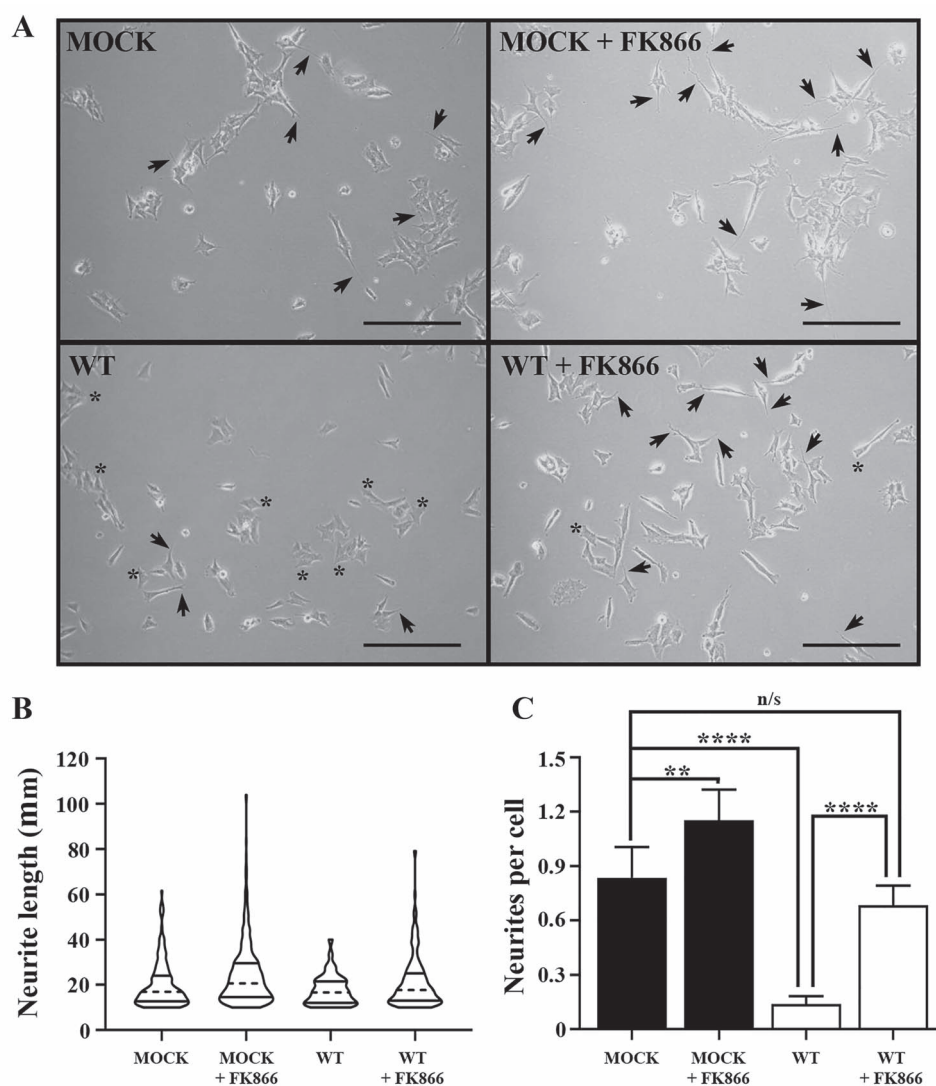 A
MOCK
MOCK + FK866
WT
* * * * * * * *
WT + FK866
* *
B
Neurite length (mm)
120
100
80
60
40
20
0
MOCK
MOCK
+ FK866
WT
WT
+ FK866
C
Neurites per cell
1.5
1.2
0.9
0.6
0.3
0
n/s
****
**
****
MOCK
MOCK
+ FK866
WT
WT
+ FK866